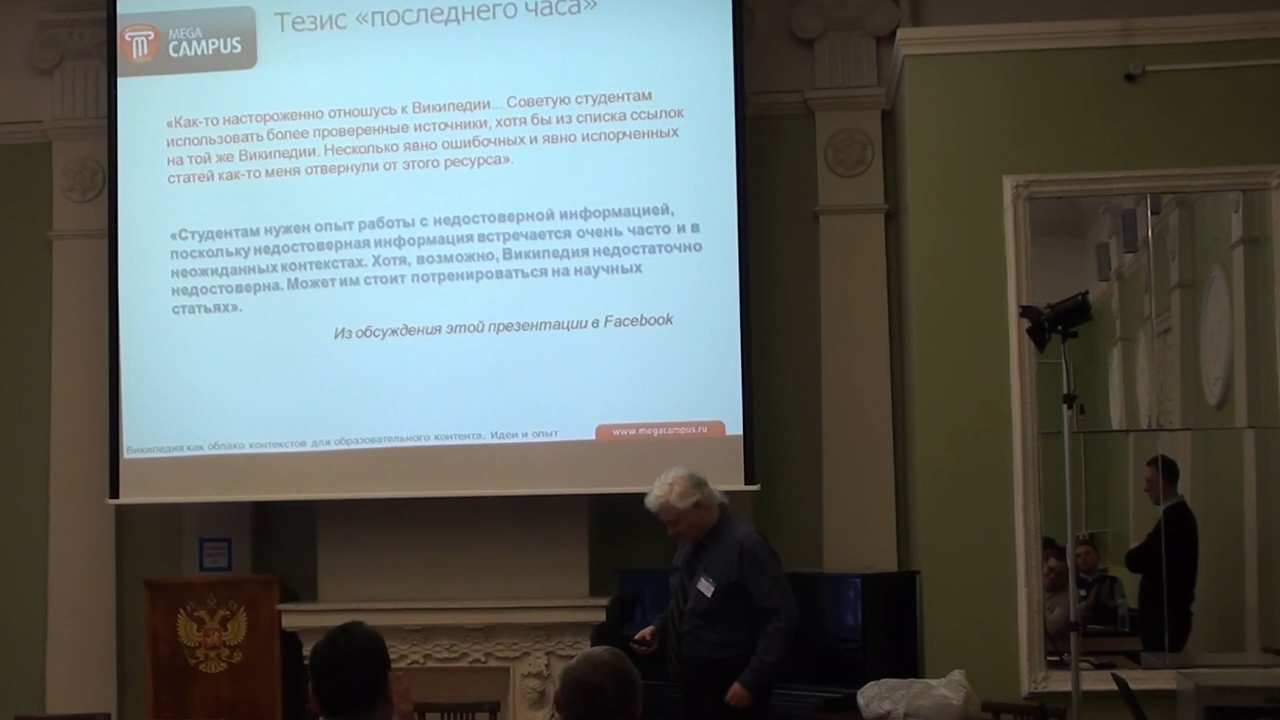 MEGA
CAMPUS
Тезис «последнего часа»
«Как-то настороженно отношусь к Википедии... Советую студентам
использовать более проверенные источники, хотя бы из списка ссылок
на той же Википедии. Несколько явно ошибочных и явно испорченных
статей как-то меня отвернули от этого ресурса».
«Студентам нужен опыт работы с недостоверной информацией,
поскольку недостоверная информация встречается очень часто и в
неожиданных контекстах. Хотя, возможно, Википедия недостаточно
недостоверна. Может им стоит потренироваться на научных
статьях».
Из обсуждения этой презентации в Facebook
Википедия как облако контекстов для образовательного контента. Идеи и опыт
www.megacampus.ru